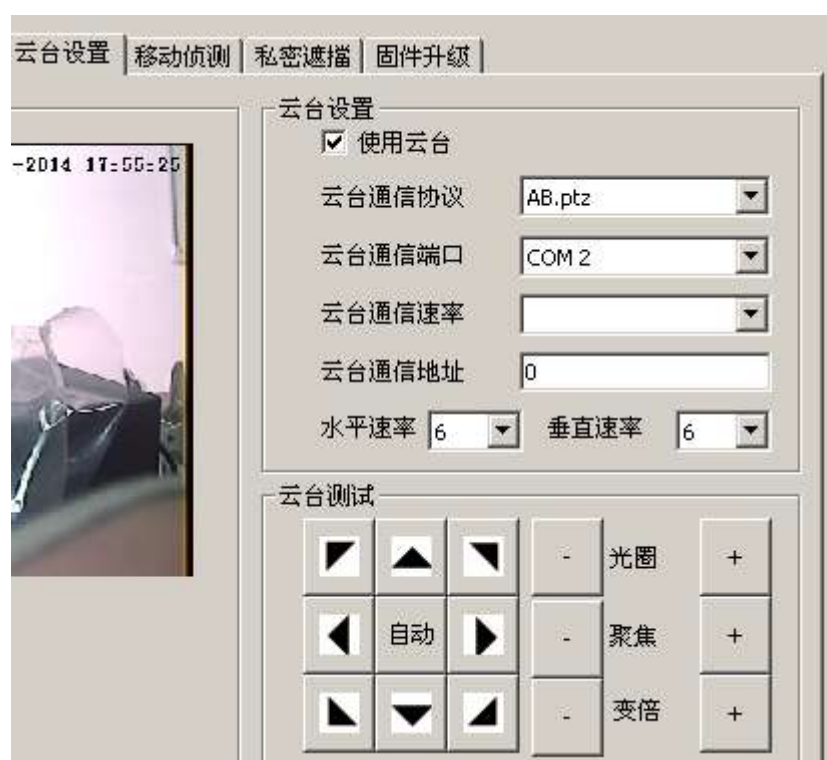 云台设置 移动侦测 私密遮挡 固件升级
-2014 17:55:25
云台设置
使用云台
云台通信协议 AB.ptz
云台通信端口 COM 2
云台通信速率
云台通信地址 0
水平速率 6 垂直速率 6
云台测试
- 光圈 +
自动 - 聚焦 +
- 变倍 +